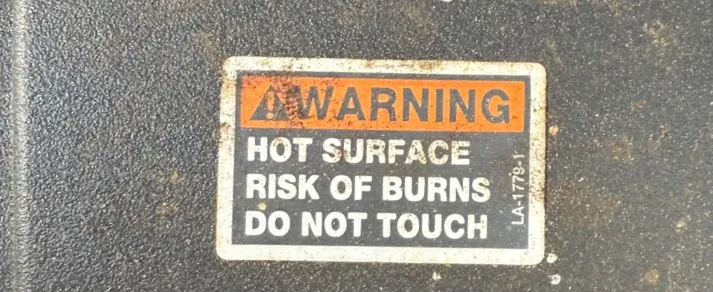 WARNING
HOT SURFACE
RISK OF BURNS
DO NOT TOUCH
LA-1779-1